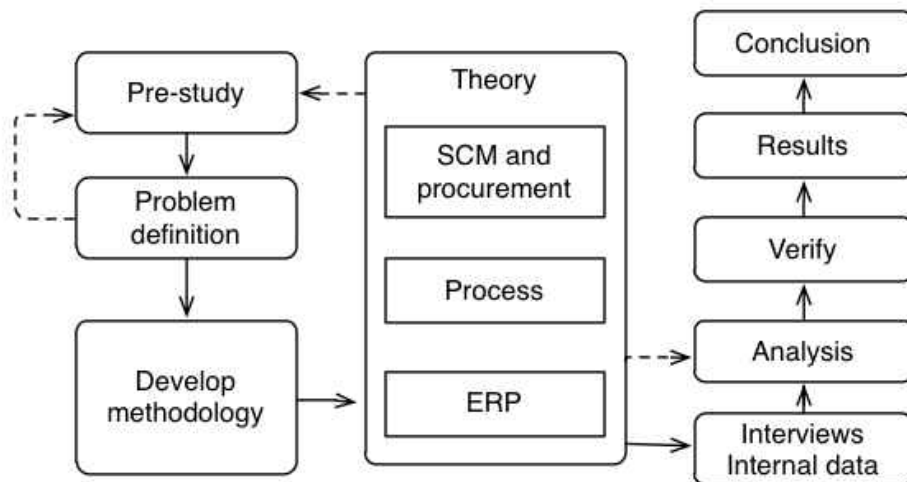 Pre-study
Problem
definition
Develop
methodology
Theory
SCM and
procurement
Process
ERP
Conclusion
Results
Verify
Analysis
Interviews
Internal data